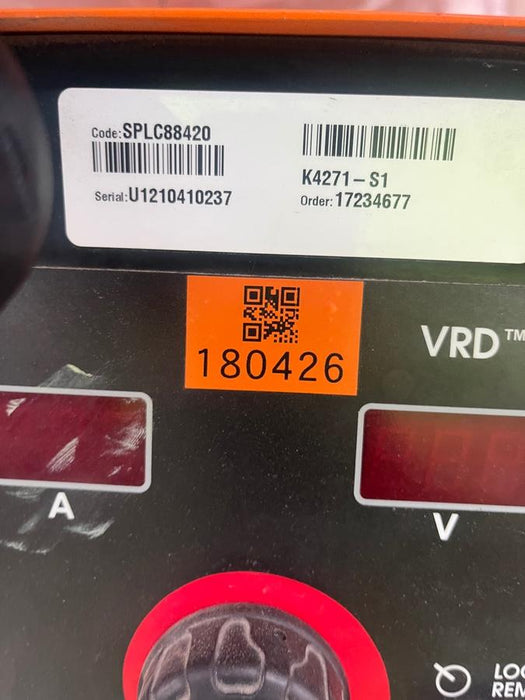 Code:SPLC88420
Serial:U1210410237
K4271-S1
Order:17234677
180426
VRD™
A
V